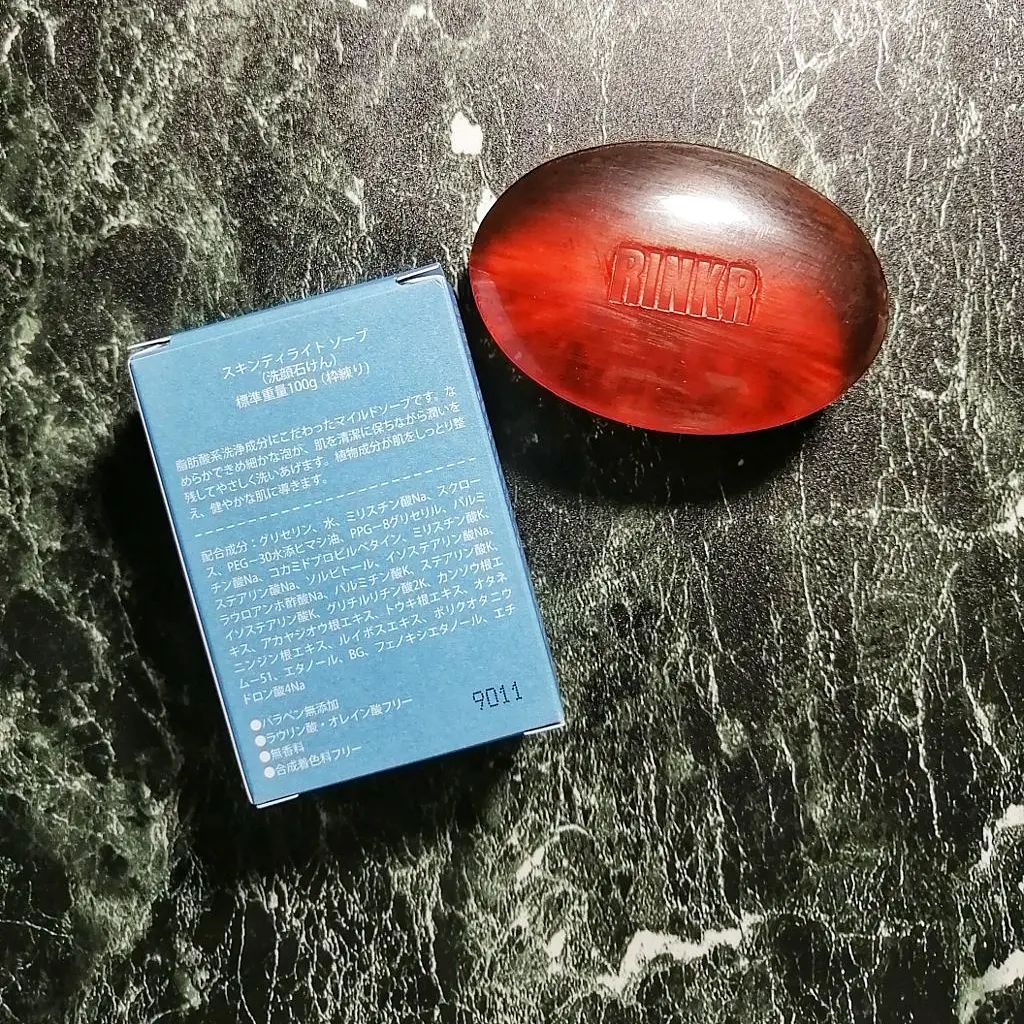 スキンディライト ソープ
(洗顔石けん)
標準重量100g (枠練り)
脂肪酸系洗浄成分にこだわったマイルドソープです。な
めらかできめ細かな泡が、肌を清潔に保ちながら潤いを
残してやさしく洗いあげます。植物成分が肌をしっとり整
え、健やかな肌に導きます。
配合成分:グリセリン、水、ミリスチン酸Na、スクロー
ス、PEG-30水添ヒマシ油、PPG-8グリセリル、パルミ
チン酸Na、コカミドプロピルベタイン、ミリスチン酸K、
ステアリン酸Na、ソルビトール、イソステアリン酸Na、
ラウロアンホ酢酸Na、パルミチン酸K、ステアリン酸K、
イソステアリン酸K、グリチルリチン酸2K、カンゾウ根エ
キス、アカヤジオウ根エキス、トウキ根エキス、オタネ
ニンジン根エキス、ルイボスエキス、ポリクオタニウ
ム-51、エタノール、BG、フェノキシエタノール、エチ
ドロン酸4Na
●パラベン無添加
●ラウリン酸・オレイン酸フリー
●無香料
●合成着色料フリー
9011
RINKR